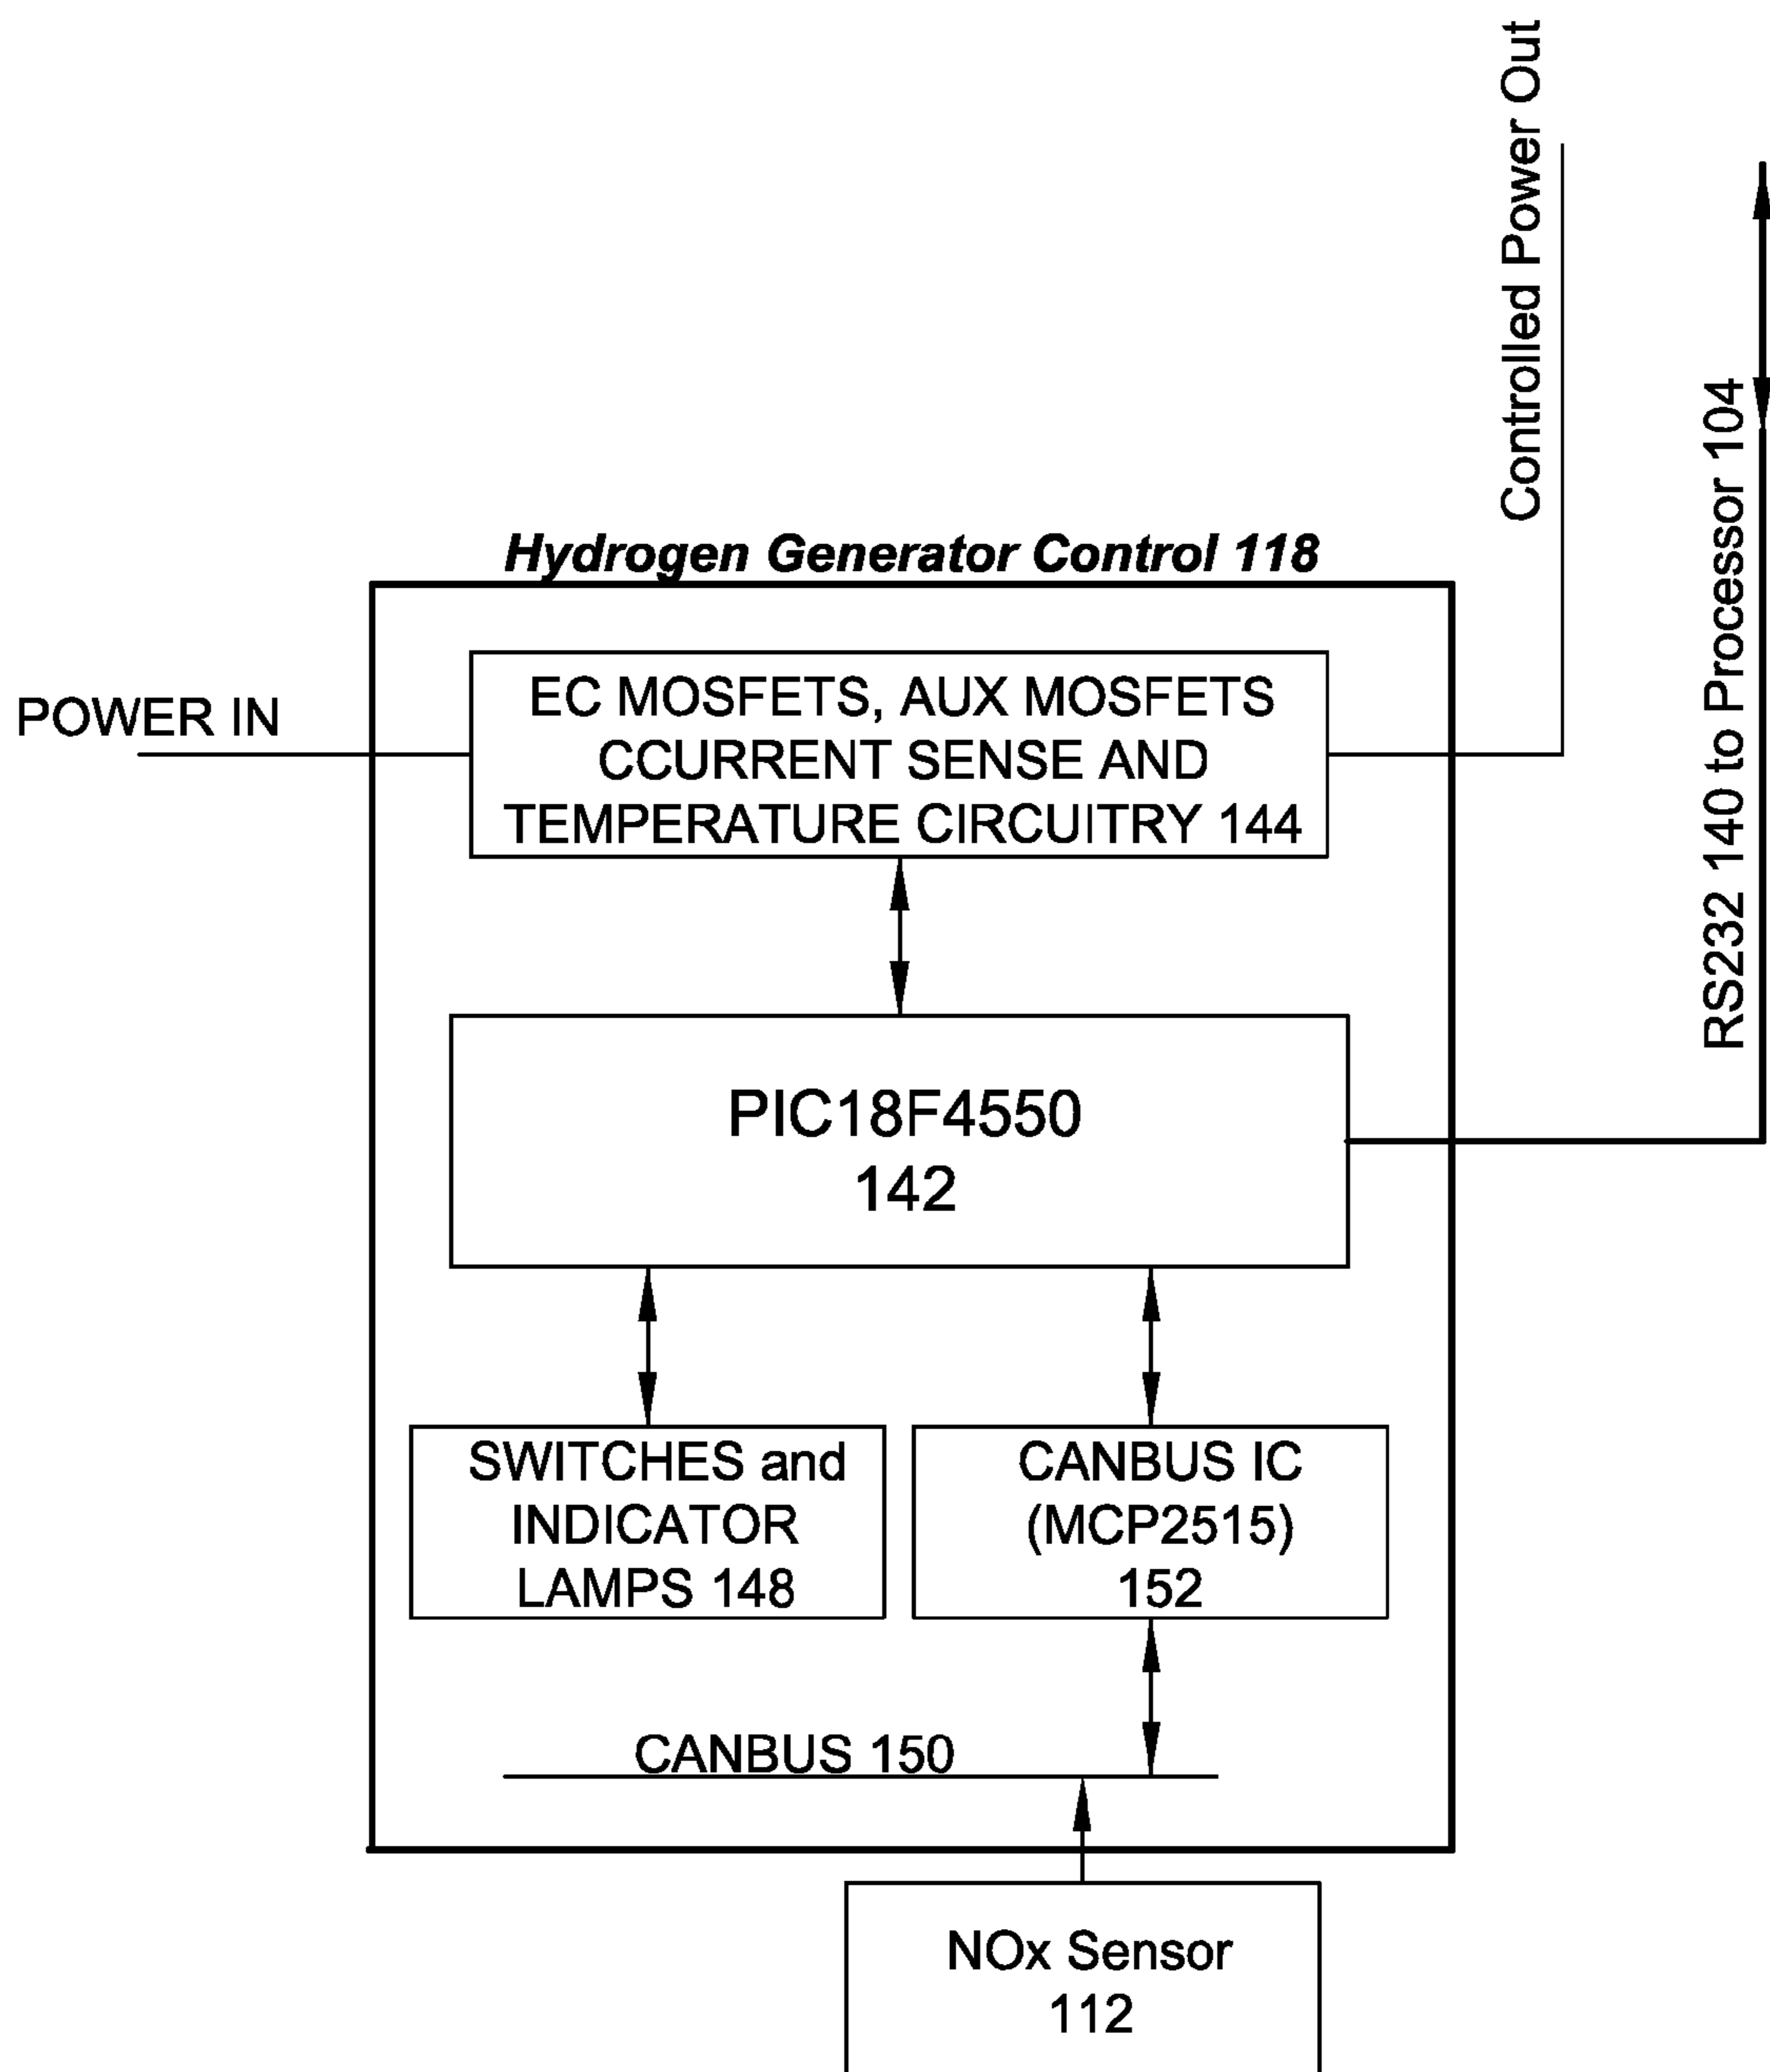 Controlled Power Out
RS232 140 to Processor 104
Hydrogen Generator Control 118
POWER IN
EC MOSFETS, AUX MOSFETS
CCURRENT SENSE AND
TEMPERATURE CIRCUITRY 144
PIC18F4550
142
SWITCHES and
INDICATOR
LAMPS 148
CANBUS IC
(MCP2515)
152
CANBUS 150
NOx Sensor
112